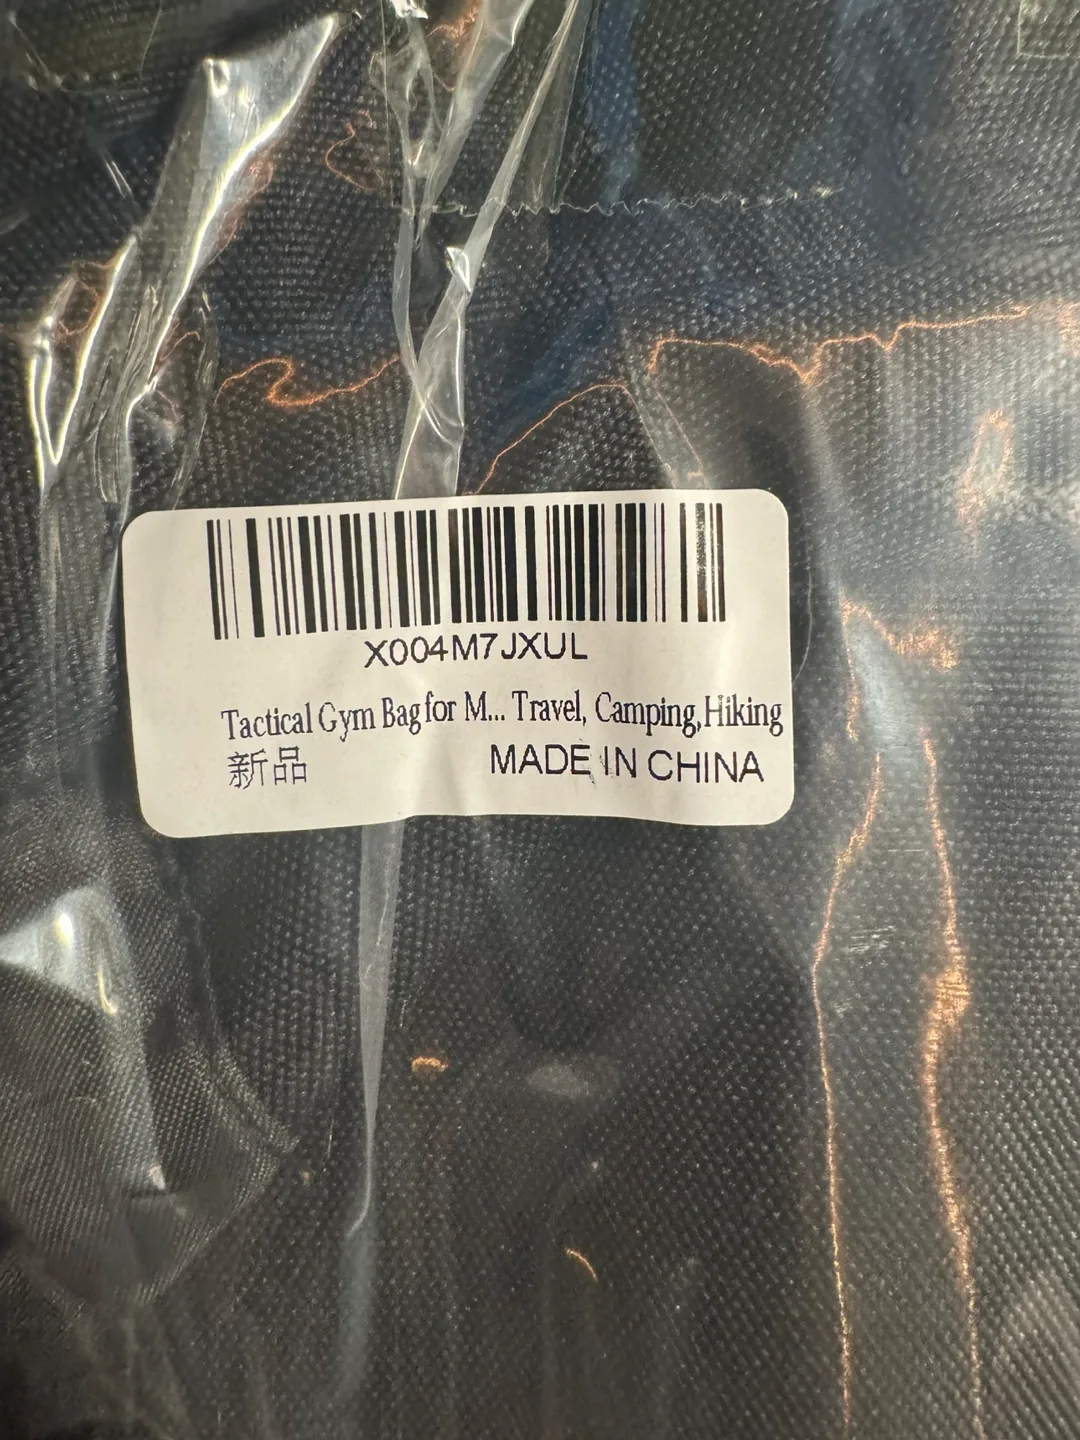 X004M7JXUL
Tactical Gym Bag for M... Travel, Camping,Hiking
新品 MADE IN CHINA